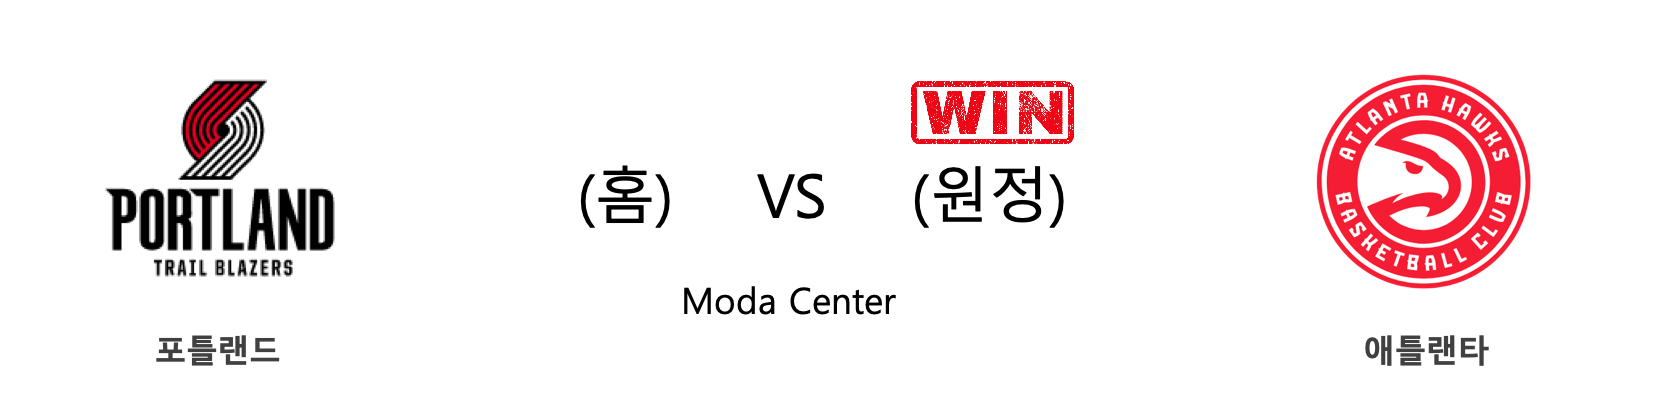 PORTLAND
TRAIL BLAZERS
포틀랜드
WIN
(홈) VS (원정)
Moda Center
ATLANTA HAWKS
BASKETBALL CLUB
애틀랜타